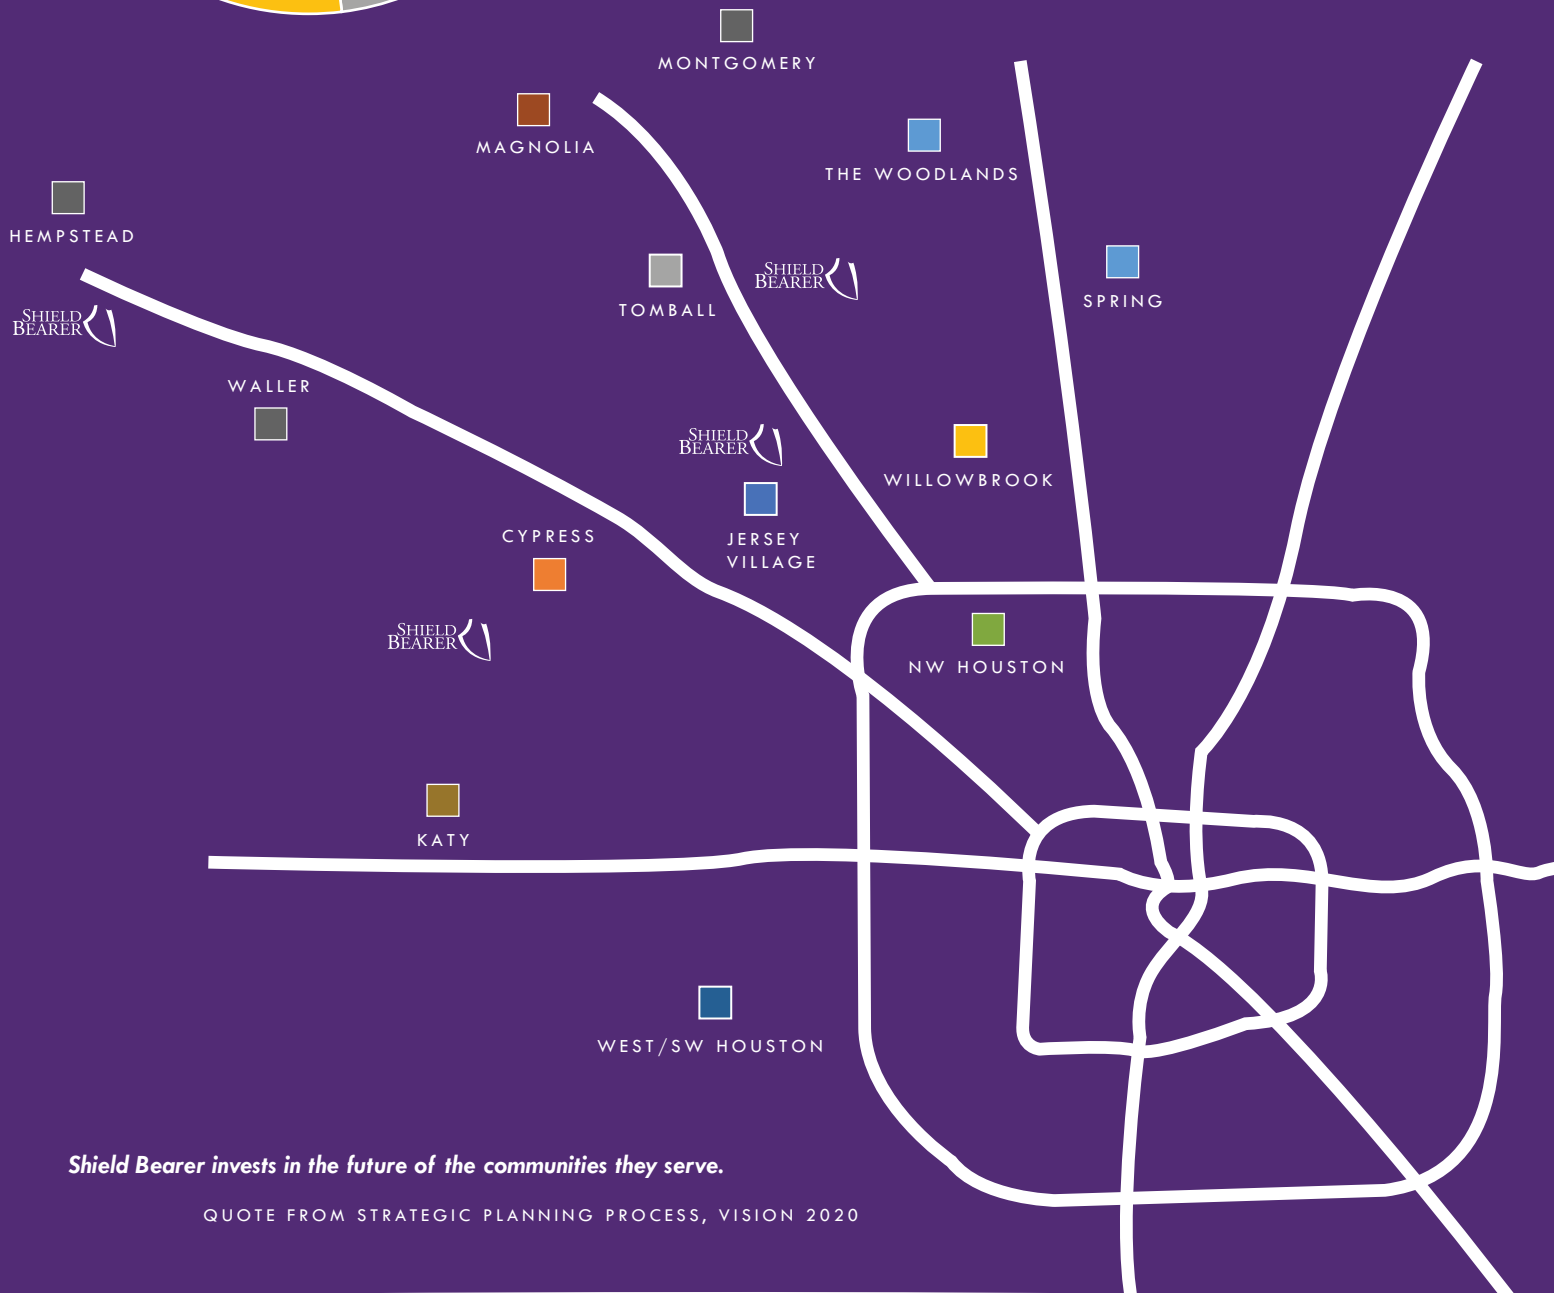 MONTGOMERY
MAGNOLIA
THE WOODLANDS
HEMPSTEAD
SHIELD
BEARER
SPRING
TOMBALL
SHIELD
BEARER
WALLER
SHIELD
BEARER
WILLOWBROOK
CYPRESS
JERSEY
VILLAGE
SHIELD
BEARER
NW HOUSTON
KATY
WEST/SW HOUSTON
Shield Bearer invests in the future of the communities they serve.
QUOTE FROM STRATEGIC PLANNING PROCESS, VISION 2020